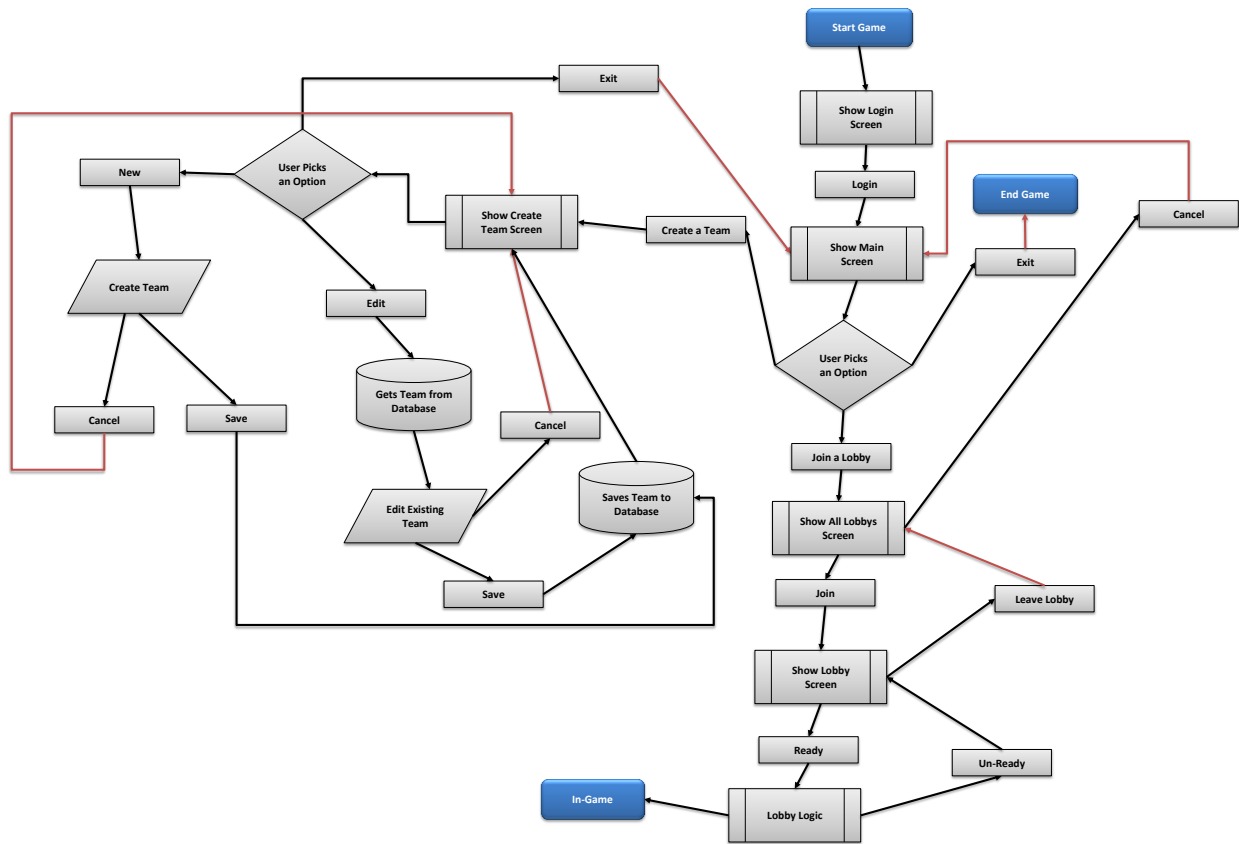 Start Game
Exit
Show Login
Screen
New
User Picks
an Option
Login
End Game
Cancel
Show Create
Team Screen
Create a Team
Show Main
Screen
Exit
Create Team
Edit
User Picks
an Option
Gets Team from
Database
Cancel
Save
Cancel
Join a Lobby
Edit Existing
Team
Saves Team to
Database
Show All Lobbys
Screen
Save
Join
Leave Lobby
Show Lobby
Screen
Ready
Un-Ready
In-Game
Lobby Logic